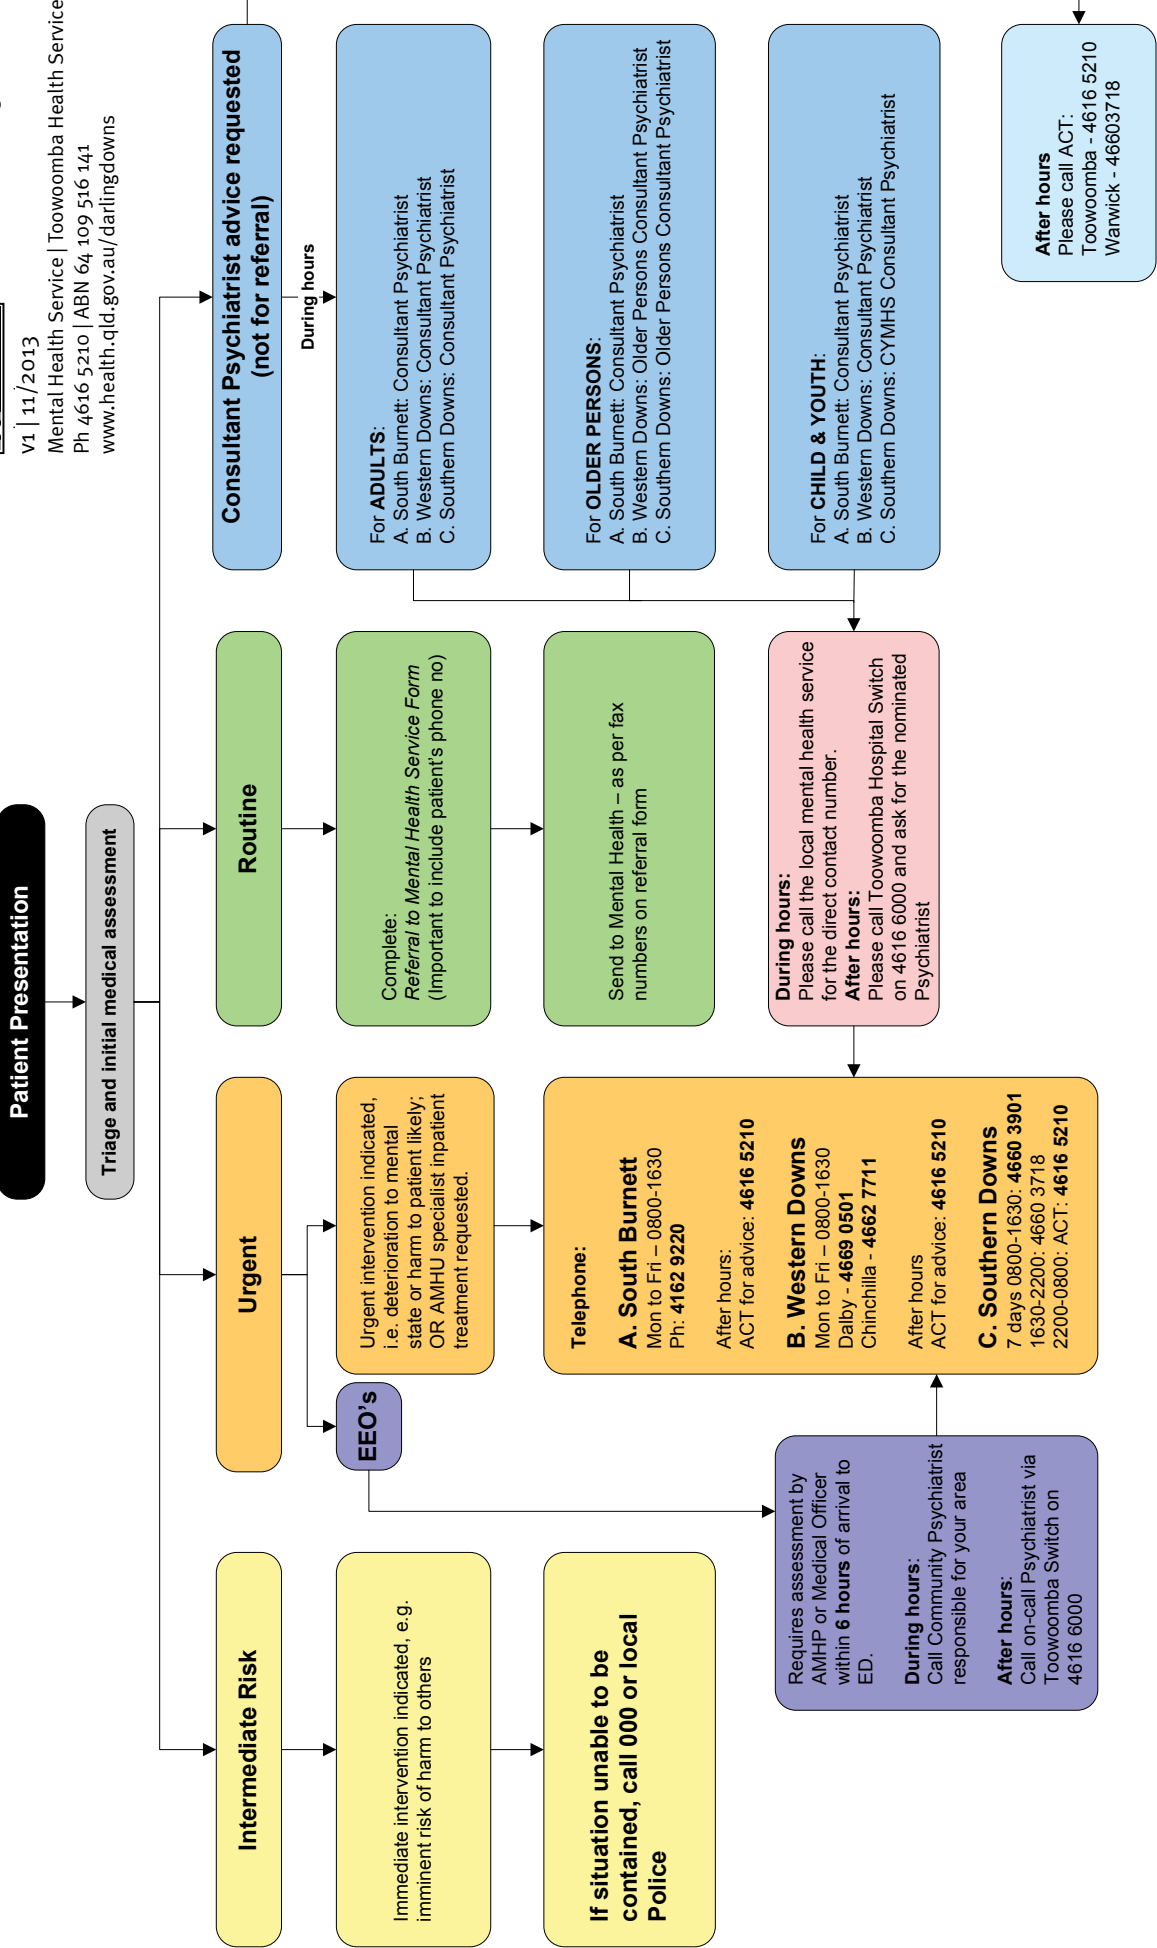 Patient Presentation
Triage and initial medical assessment
v1 | 11/2013
Mental Health Service | Toowoomba Health Service
Ph 4616 5210 | ABN 64 109 516 141
www.health.qld.gov.au/darlingdowns
Intermediate Risk
Immediate intervention indicated, e.g.
imminent risk of harm to others
If situation unable to be
contained, call 000 or local
Police
Urgent
EEO's
Urgent intervention indicated,
i.e. deterioration to mental
state or harm to patient likely;
OR AMHU specialist inpatient
treatment requested.
Requires assessment by
AMHP or Medical Officer
within 6 hours of arrival to
ED.
During hours:
Call Community Psychiatrist
responsible for your area
After hours:
Call on-call Psychiatrist via
Toowoomba Switch on
4616 6000
Telephone:
A. South Burnett
Mon to Fri – 0800-1630
Ph: 4162 9220
After hours:
ACT for advice: 4616 5210
B. Western Downs
Mon to Fri – 0800-1630
Dalby - 4669 0501
Chinchilla - 4662 7711
After hours
ACT for advice: 4616 5210
C. Southern Downs
7 days 0800-1630: 4660 3901
1630-2200: 4660 3718
2200-0800: ACT: 4616 5210
Routine
Complete:
Referral to Mental Health Service Form
(Important to include patient's phone no)
Send to Mental Health – as per fax
numbers on referral form
During hours:
Please call the local mental health service
for the direct contact number.
After hours:
Please call Toowoomba Hospital Switch
on 4616 6000 and ask for the nominated
Psychiatrist
Consultant Psychiatrist advice requested
(not for referral)
During hours
For ADULTS:
A. South Burnett: Consultant Psychiatrist
B. Western Downs: Consultant Psychiatrist
C. Southern Downs: Consultant Psychiatrist
For OLDER PERSONS:
A. South Burnett: Consultant Psychiatrist
B. Western Downs: Older Persons Consultant Psychiatrist
C. Southern Downs: Older Persons Consultant Psychiatrist
For CHILD & YOUTH:
A. South Burnett: Consultant Psychiatrist
B. Western Downs: Consultant Psychiatrist
C. Southern Downs: CYMHS Consultant Psychiatrist
After hours
Please call ACT:
Toowoomba - 4616 5210
Warwick - 46603718